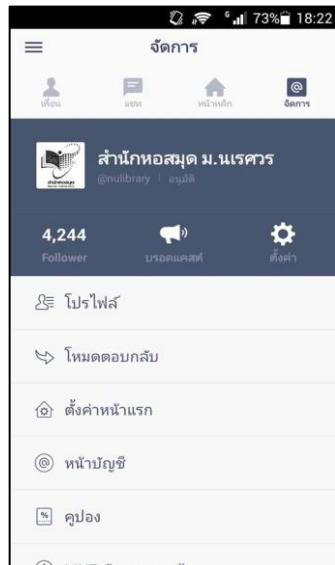 73% 18:22
จัดการ
เพื่อน แชท หน้าหลัก จัดการ
สำนักหอสมุด ม.นเรศวร
@nulibrary | อนุมัติ
4,244
Follower บรอดแคสต์ ตั้งค่า
โปรไฟล์
โหมดตอบกลับ
ตั้งค่าหน้าแรก
หน้าบัญชี
คูปอง